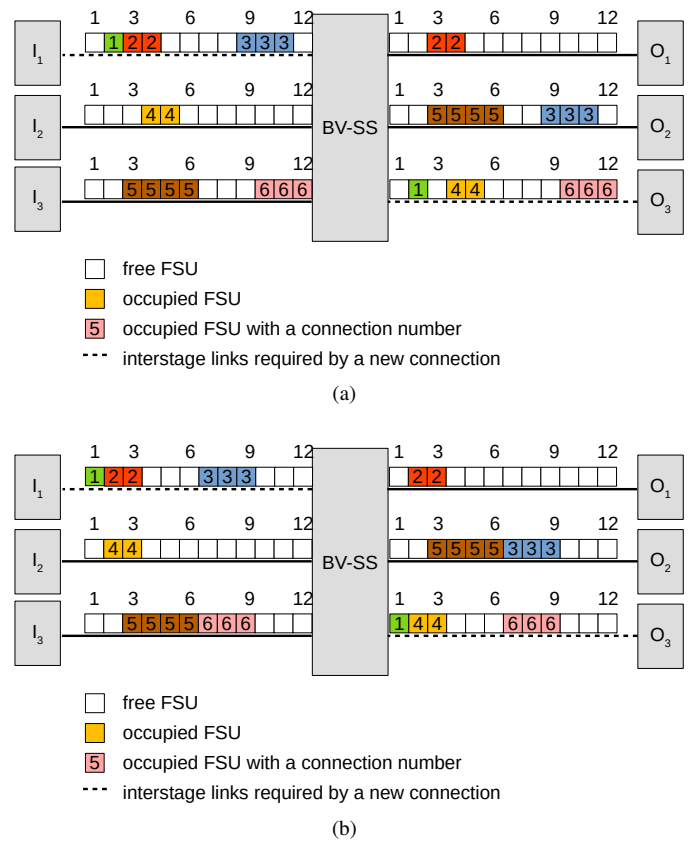 1 3 6 9 12 1 3 6 9 12
I1 1 2 2 3 3 3 2 2 O1
1 3 6 9 12 1 3 6 9 12
I2 4 4 BV-SS 5 5 5 5 3 3 3 O2
1 3 6 9 12 1 3 6 9 12
I3 5 5 5 5 6 6 6 1 4 4 6 6 6 O3
free FSU
occupied FSU
5 occupied FSU with a connection number
interstage links required by a new connection
(a)
1 3 6 9 12 1 3 6 9 12
I1 1 2 2 3 3 3 2 2 O1
1 3 6 9 12 1 3 6 9 12
I2 4 4 BV-SS 5 5 5 5 3 3 3 O2
1 3 6 9 12 1 3 6 9 12
I3 5 5 5 5 6 6 6 1 4 4 6 6 6 O3
free FSU
occupied FSU
5 occupied FSU with a connection number
interstage links required by a new connection
(b)